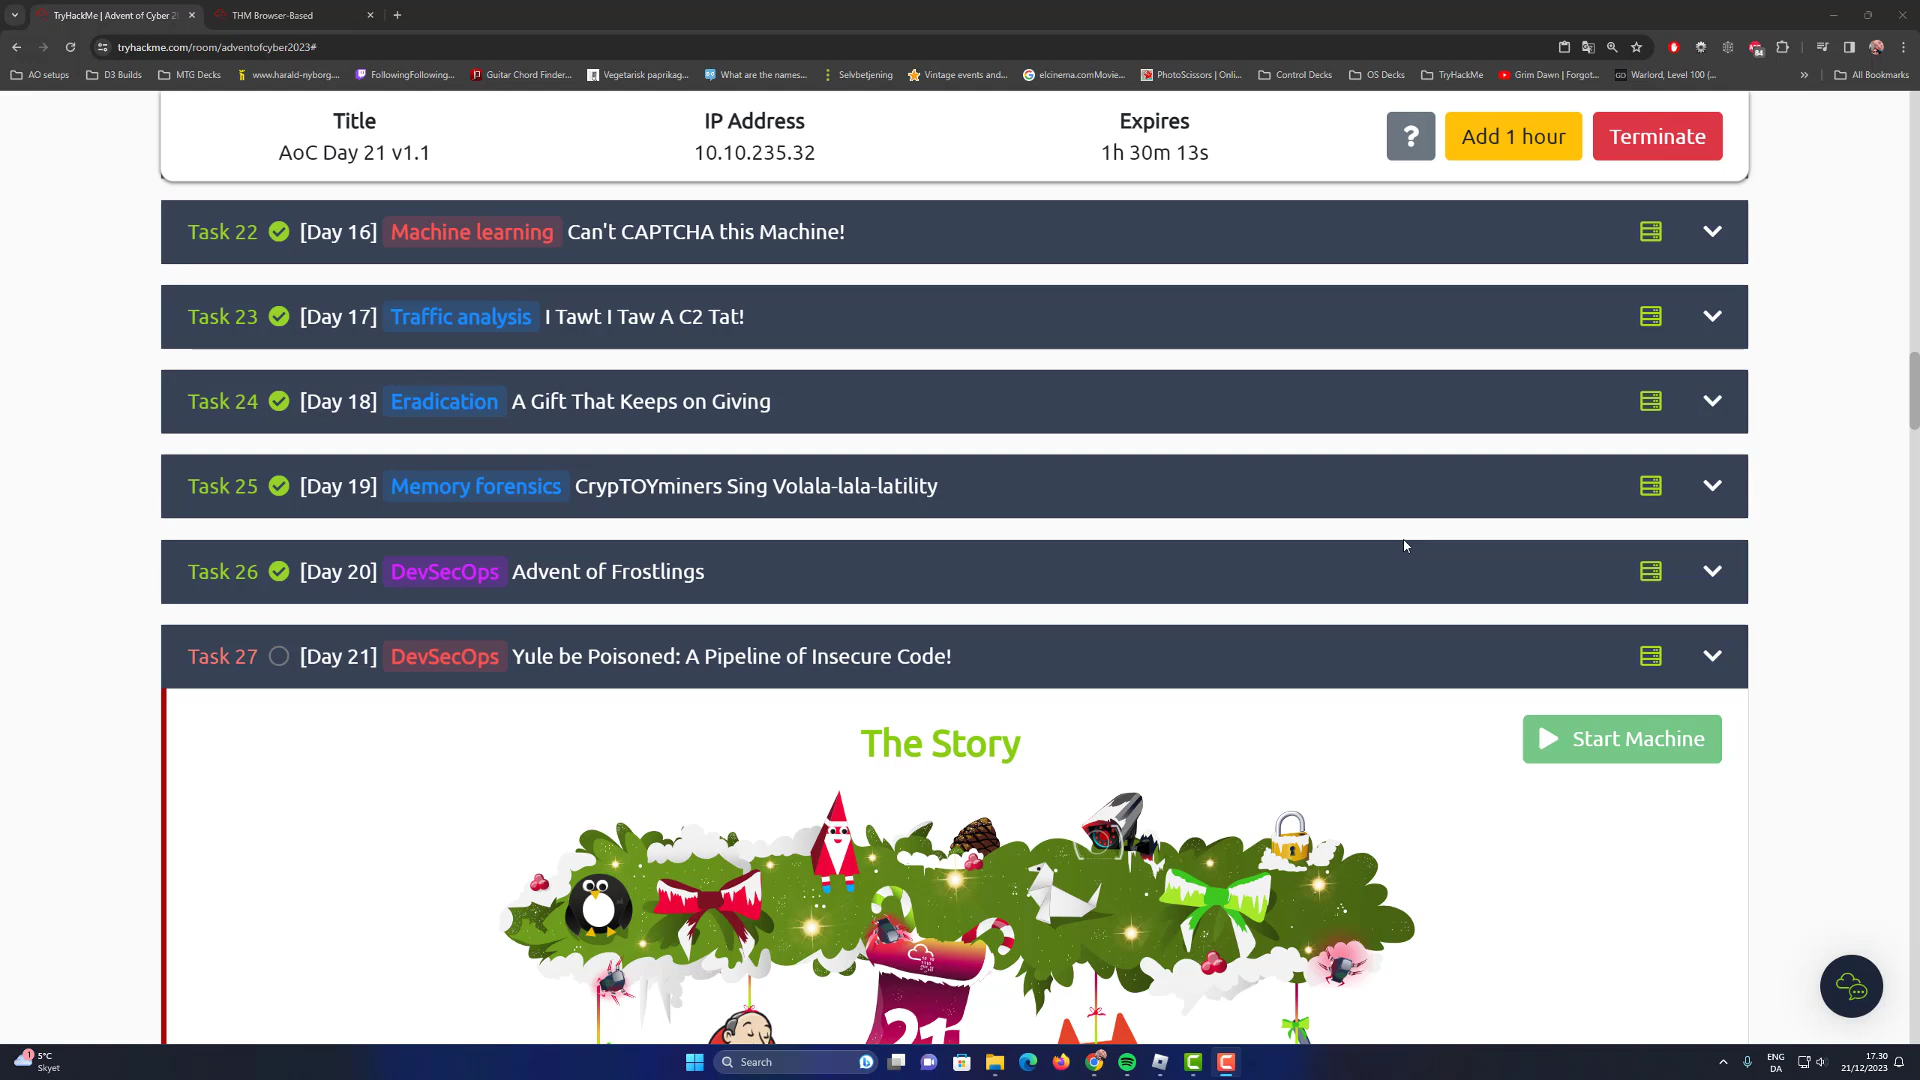 TryHackMe | Advent of Cyber 2
THM Browser-Based
tryhackme.com/room/adventofcyber2023#
84
AO setups
D3 Builds
MTG Decks
www.harald-nyborg....
FollowingFollowing...
Guitar Chord Finder...
Vegetarisk paprikag...
What are the names...
Selvbetjening
Vintage events and...
elcinema.comMovie...
PhotoScissors | Onli...
Control Decks
OS Decks
TryHackMe
Grim Dawn | Forgot...
Warlord, Level 100 (...
All Bookmarks
Title
IP Address
Expires
AoC Day 21 v1.1
10.10.235.32
1h 30m 13s
?
Add 1 hour
Terminate
Task 22 [Day 16] Machine learning Can't CAPTCHA this Machine!
Task 23 [Day 17] Traffic analysis I Tawt I Taw A C2 Tat!
Task 24 [Day 18] Eradication A Gift That Keeps on Giving
Task 25 [Day 19] Memory forensics CrypTOYminers Sing Volala-lala-latility
Task 26 [Day 20] DevSecOps Advent of Frostlings
Task 27 [Day 21] DevSecOps Yule be Poisoned: A Pipeline of Insecure Code!
The Story
Start Machine
21
1
5°C
Skyet
Search
ENG
DA
17.30
21/12/2023